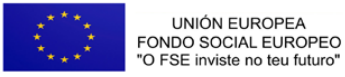 UNIÓN EUROPEA
FONDO SOCIAL EUROPEO
"O FSE inviste no teu futuro"